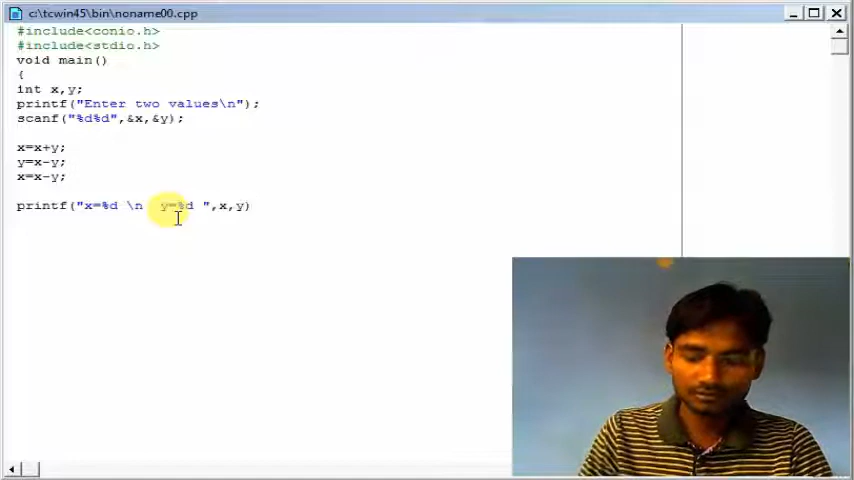 c:\tcwin45\bin\noname00.cpp
#include<conio.h>
#include<stdio.h>
void main()
{
int x,y;
printf("Enter two values\n");
scanf("%d%d",&x,&y);
x=x+y;
y=x-y;
x=x-y;
printf("x=%d \n  y=%d ",x,y)